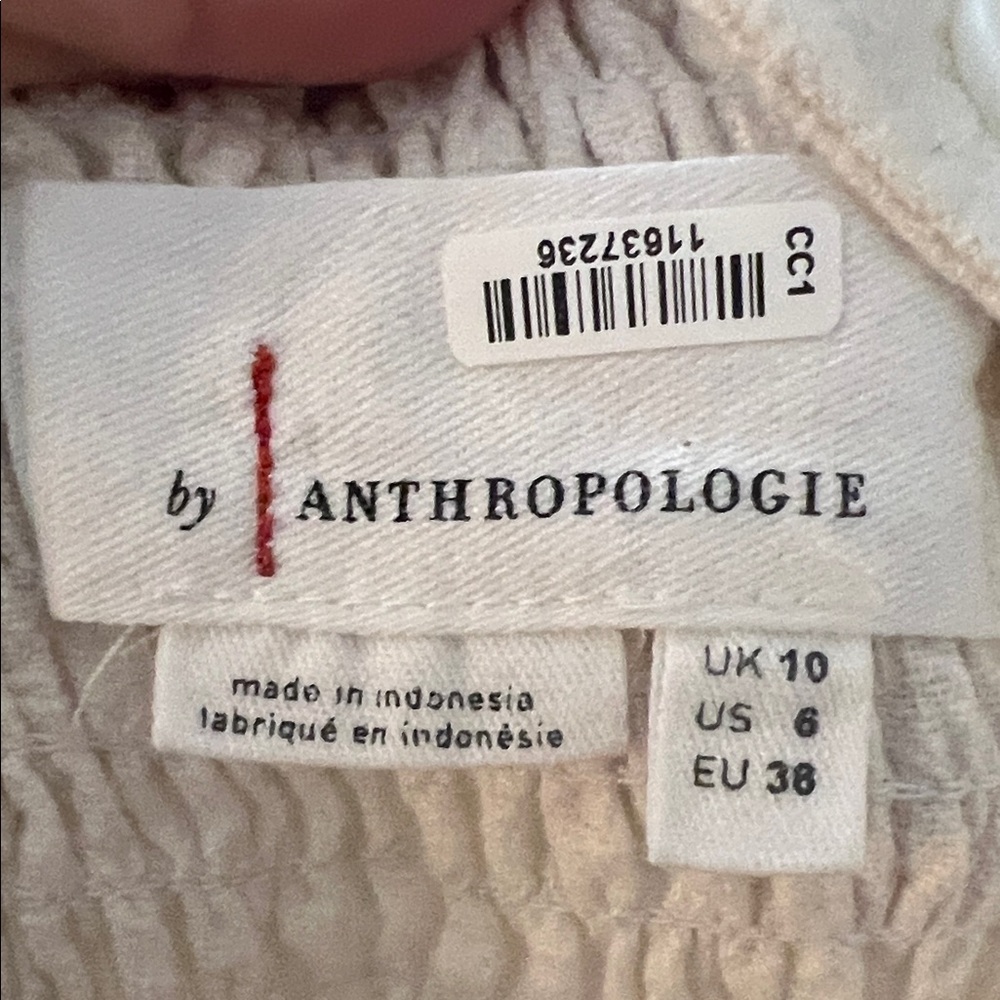 11637236
CC1
by ANTHROPOLOGIE
made in indonesia
fabriqué en indonésie
UK 10
US 6
EU 38